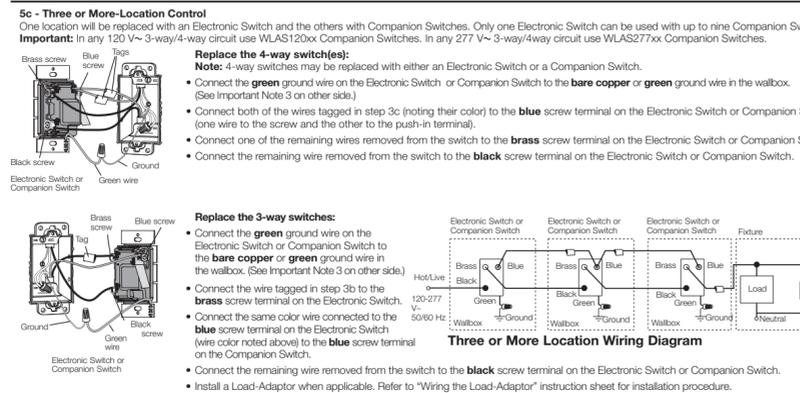 5c - Three or More-Location Control
One location will be replaced with an Electronic Switch and the others with Companion Switches. Only one Electronic Switch can be used with up to nine Companion
Important: In any 120 V~ 3-way/4-way circuit use WLAS120xx Companion Switches. In any 277 V~ 3-way/4way circuit use WLAS277xx Companion Switches.
Brass screw
Blue
screw
Tags
Black screw
Ground
Green wire
Electronic Switch or
Companion Switch
Replace the 4-way switch(es):
Note: 4-way switches may be replaced with either an Electronic Switch or a Companion Switch.
• Connect the green ground wire on the Electronic Switch or Companion Switch to the bare copper or green ground wire in the wallbox.
(See Important Note 3 on other side.)
• Connect both of the wires tagged in step 3c (noting their color) to the blue screw terminal on the Electronic Switch or Companion
(one wire to the screw and the other to the push-in terminal).
• Connect one of the remaining wires removed from the switch to the brass screw terminal on the Electronic Switch or Companion
• Connect the remaining wire removed from the switch to the black screw terminal on the Electronic Switch or Companion Switch.
Brass
screw
Blue screw
Tag
Ground
Green
wire
Black
screw
Electronic Switch or
Companion Switch
Replace the 3-way switches:
• Connect the green ground wire on the
Electronic Switch or Companion Switch to
the bare copper or green ground wire in
the wallbox. (See Important Note 3 on other side.)
• Connect the wire tagged in step 3b to the
brass screw terminal on the Electronic Switch.
• Connect the same color wire connected to the
blue screw terminal on the Electronic Switch
(wire color noted above) to the blue screw terminal
on the Companion Switch.
• Connect the remaining wire removed from the switch to the black screw terminal on the Electronic Switch or Companion Switch.
• Install a Load-Adaptor when applicable. Refer to “Wiring the Load-Adaptor” instruction sheet for installation procedure.
Electronic Switch or
Companion Switch
Electronic Switch or
Companion Switch
Electronic Switch or
Companion Switch
Fixture
Hot/Live
120-277
V~
50/60 Hz
Brass
Blue
Black
Green
Ground
Wallbox
Brass
Blue
Black
Green
Ground
Wallbox
Brass
Blue
Black
Green
Ground
Wallbox
Load
Neutral
Three or More Location Wiring Diagram